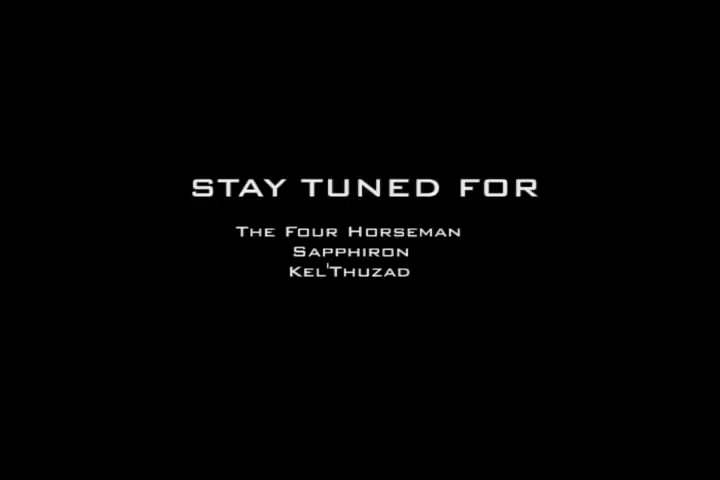 STAY TUNED FOR
The Four Horseman
Sapphiron
Kel'Thuzad